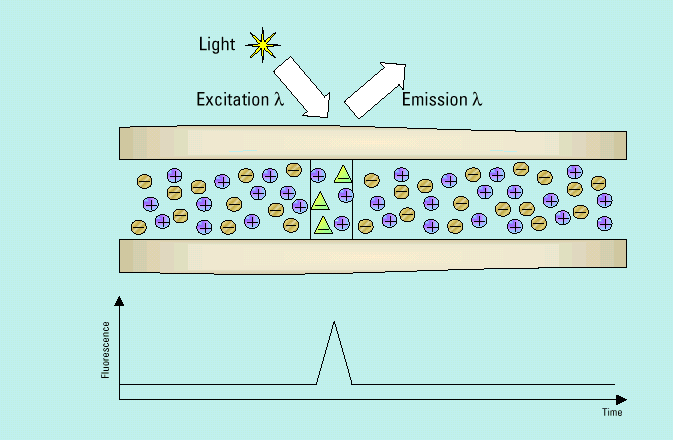 Light
Excitation λ
Emission λ
Fluorescence
Time